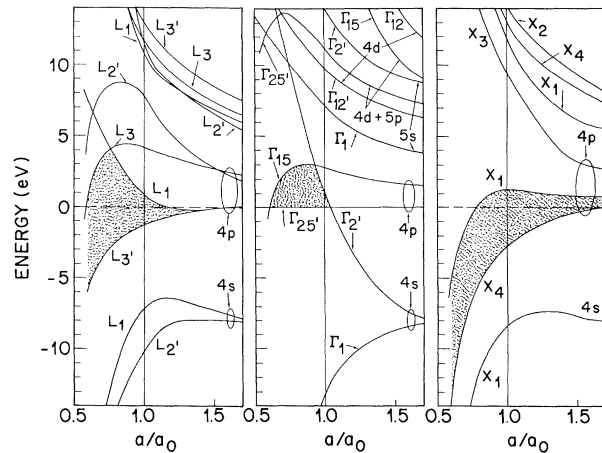 ENERGY (eV)
10
5
0
-5
-10
L1
L3'
L3
L2'
L2'
L3
L1
L3'
4p
4s
L1
L2'
0.5
1.0
1.5
a/a0
Γ15
Γ12
Γ2'
4d
Γ25'
Γ12'
4d+5p
Γ1
5s
Γ15
Γ25'
4p
Γ2'
4s
Γ1
0.5
1.0
1.5
a/a0
X2
X3
X4
X1
4p
X1
X4
4s
X1
0.5
1.0
1.5
a/a0